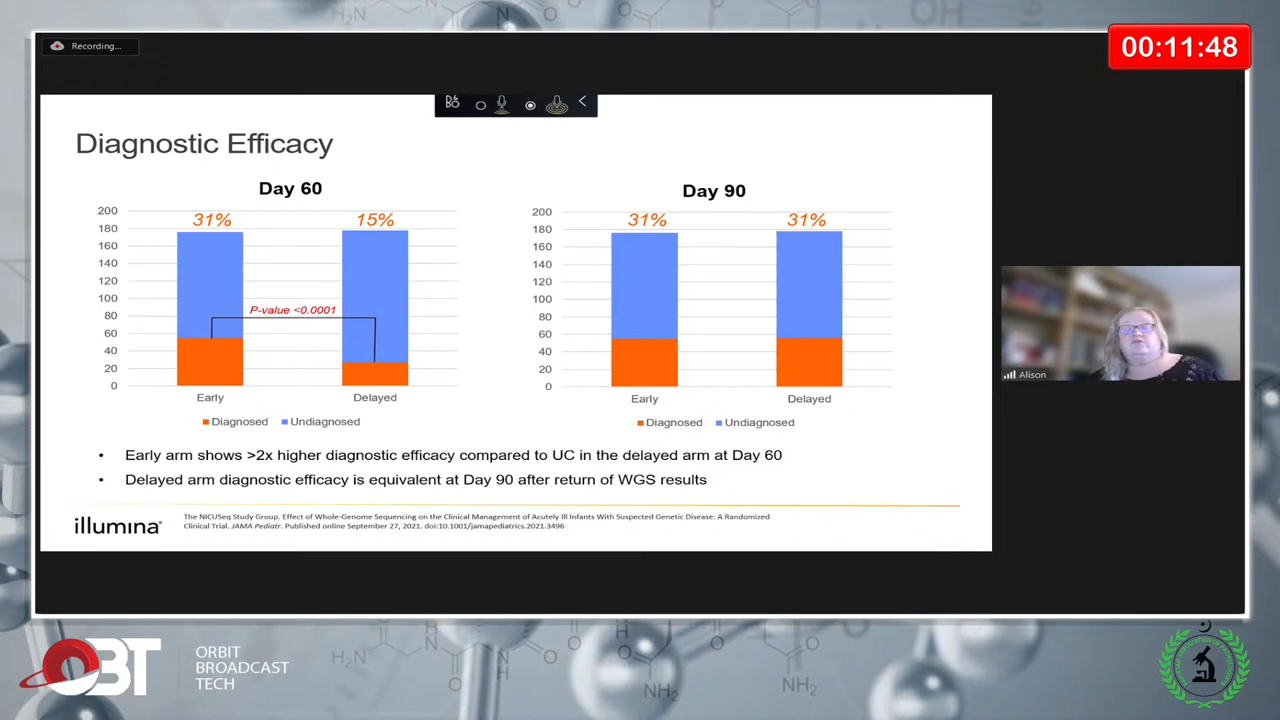 Recording...
00:11:48
Diagnostic Efficacy
Day 60
200
180
160
140
120
100
80
60
40
20
0
31%
15%
P-value <0.0001
Early
Delayed
Diagnosed
Undiagnosed
Day 90
200
180
160
140
120
100
80
60
40
20
0
31%
31%
Early
Delayed
Diagnosed
Undiagnosed
• Early arm shows >2x higher diagnostic efficacy compared to UC in the delayed arm at Day 60
• Delayed arm diagnostic efficacy is equivalent at Day 90 after return of WGS results
illumina®
The NICUSeq Study Group. Effect of Whole-Genome Sequencing on the Clinical Management of Acutely Ill Infants With Suspected Genetic Disease: A Randomized
Clinical Trial. JAMA Pediatr. Published online September 27, 2021. doi:10.1001/jamapediatrics.2021.3496
Alison
OBT
ORBIT
BROADCAST
TECH
H₂N
NH₂
NH₂